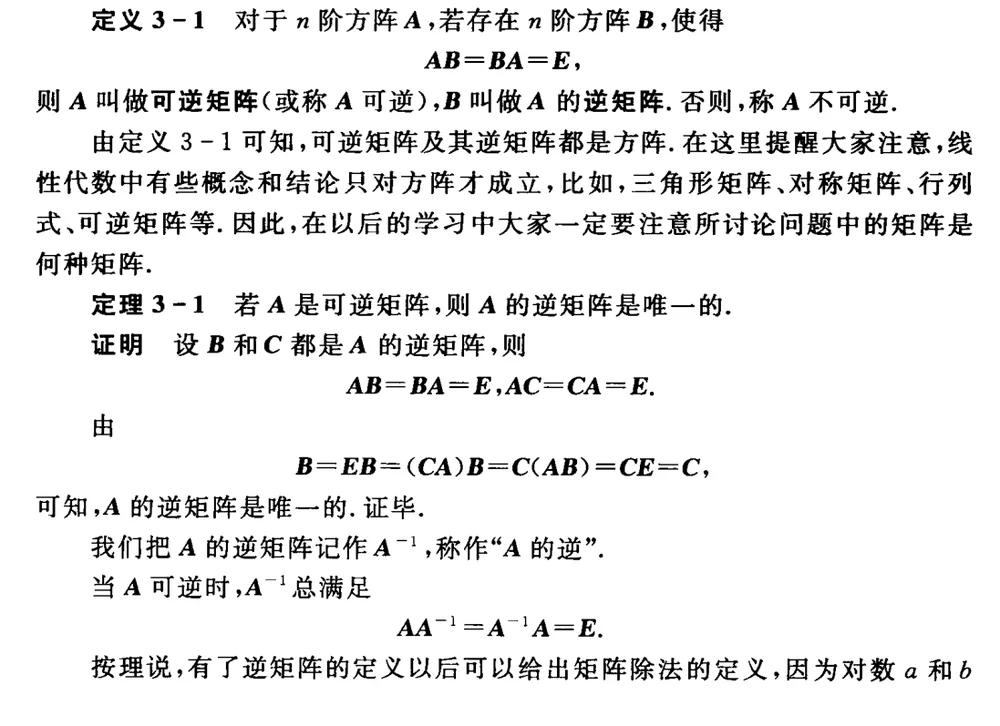 定义 3-1 对于 n 阶方阵 A,若存在 n 阶方阵 B,使得
AB=BA=E,
则 A 叫做可逆矩阵(或称 A 可逆),B 叫做 A 的逆矩阵.否则,称 A 不可逆.
由定义 3-1 可知,可逆矩阵及其逆矩阵都是方阵.在这里提醒大家注意,线
性代数中有些概念和结论只对方阵才成立,比如,三角形矩阵、对称矩阵、行列
式、可逆矩阵等.因此,在以后的学习中大家一定要注意所讨论问题中的矩阵是
何种矩阵.
定理 3-1 若 A 是可逆矩阵,则 A 的逆矩阵是唯一的.
证明 设 B 和 C 都是 A 的逆矩阵,则
AB=BA=E,AC=CA=E.
由
B=EB=(CA)B=C(AB)=CE=C,
可知,A 的逆矩阵是唯一的.证毕.
我们把 A 的逆矩阵记作 A⁻¹,称作“A 的逆”.
当 A 可逆时,A⁻¹总满足
AA⁻¹=A⁻¹A=E.
按理说,有了逆矩阵的定义以后可以给出矩阵除法的定义,因为对数 a 和 b